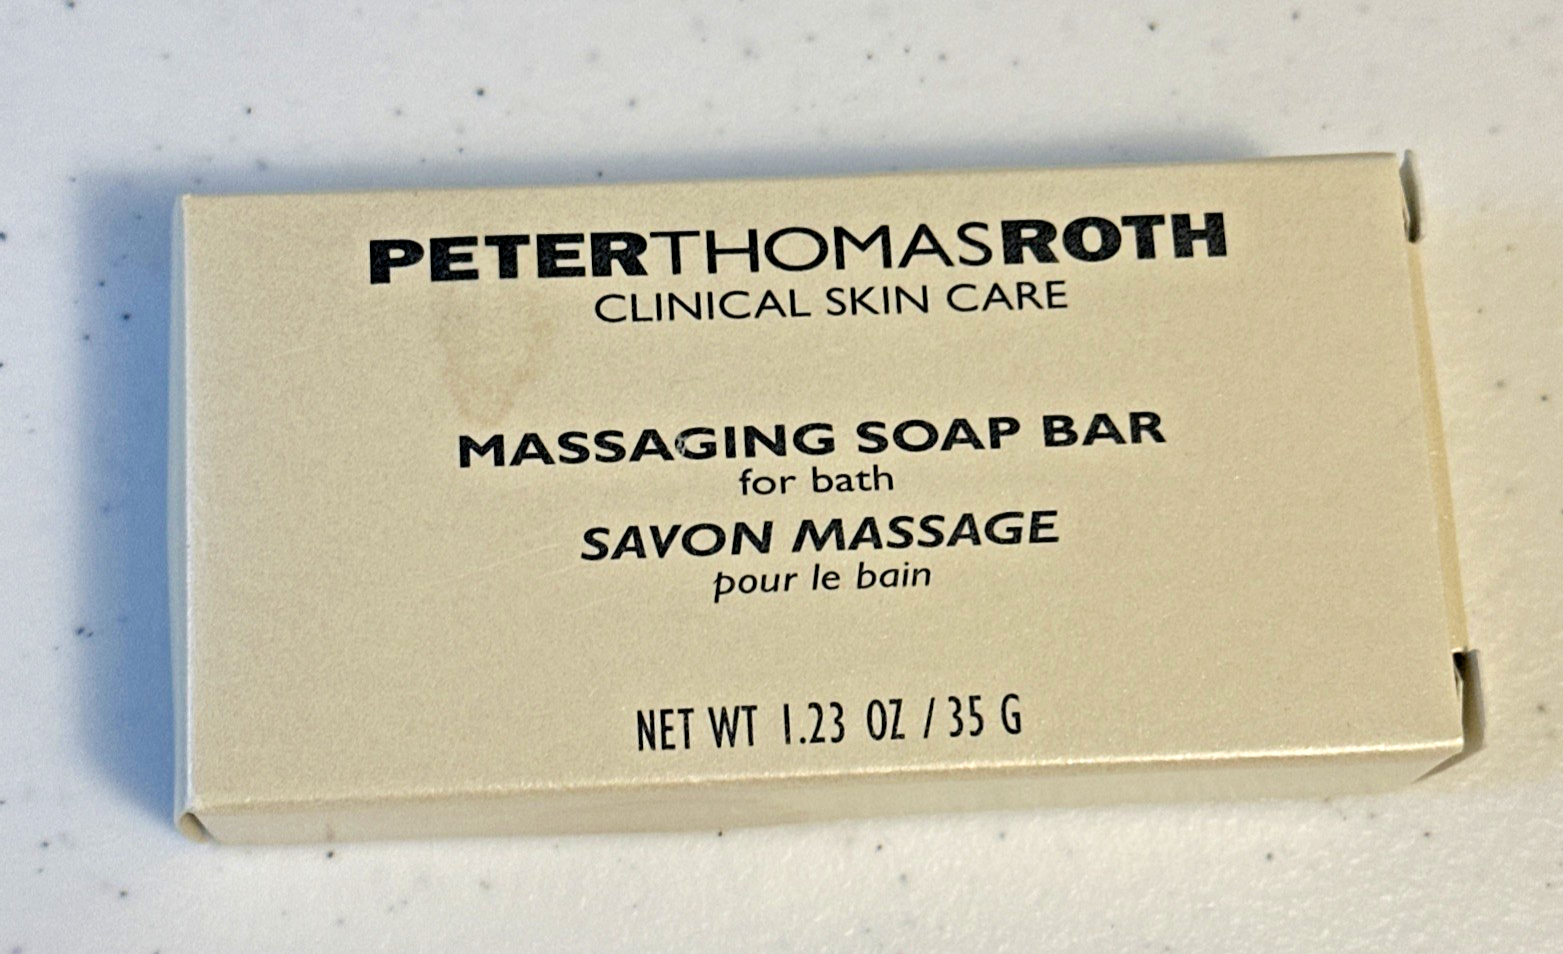 PETERTHOMASROTH
CLINICAL SKIN CARE
MASSAGING SOAP BAR
for bath
SAVON MASSAGE
pour le bain
NET WT 1.23 OZ / 35 G